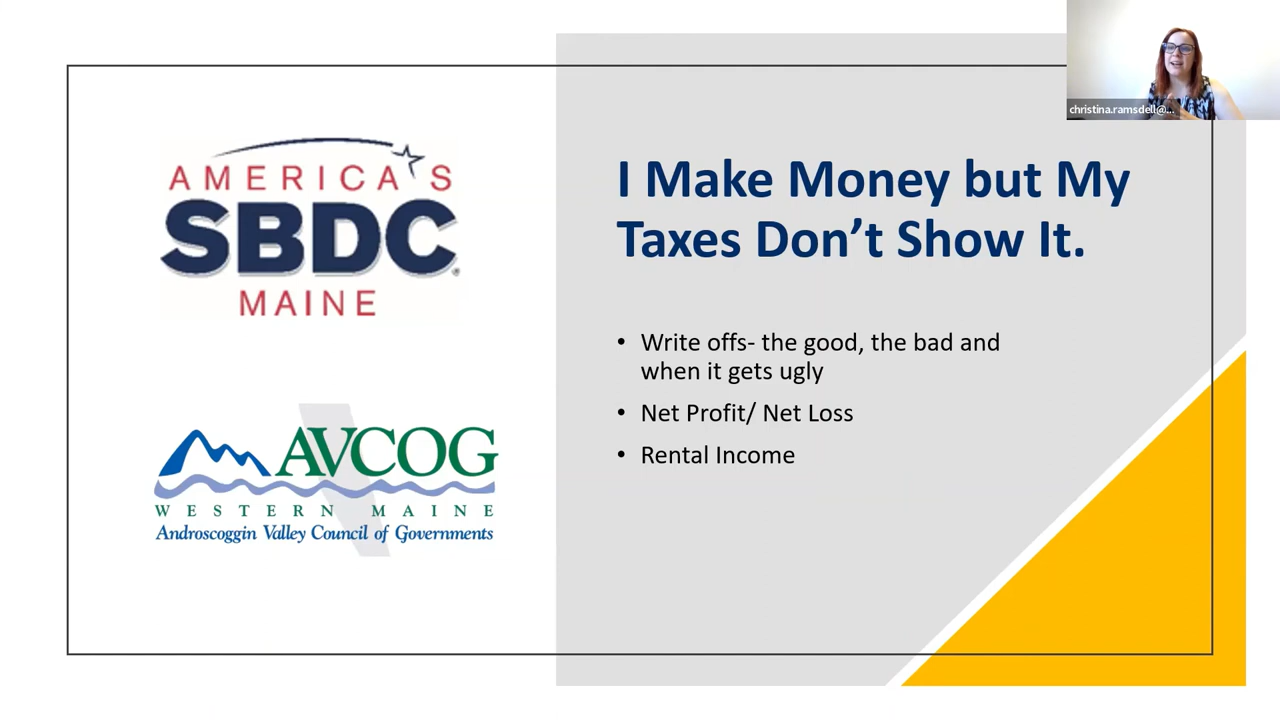 christina.ramsdell@...
AMERICA'S
SBDC
MAINE
AVCOG
WESTERN MAINE
Androscoggin Valley Council of Governments
I Make Money but My
Taxes Don’t Show It.
• Write offs- the good, the bad and
when it gets ugly
• Net Profit/ Net Loss
• Rental Income